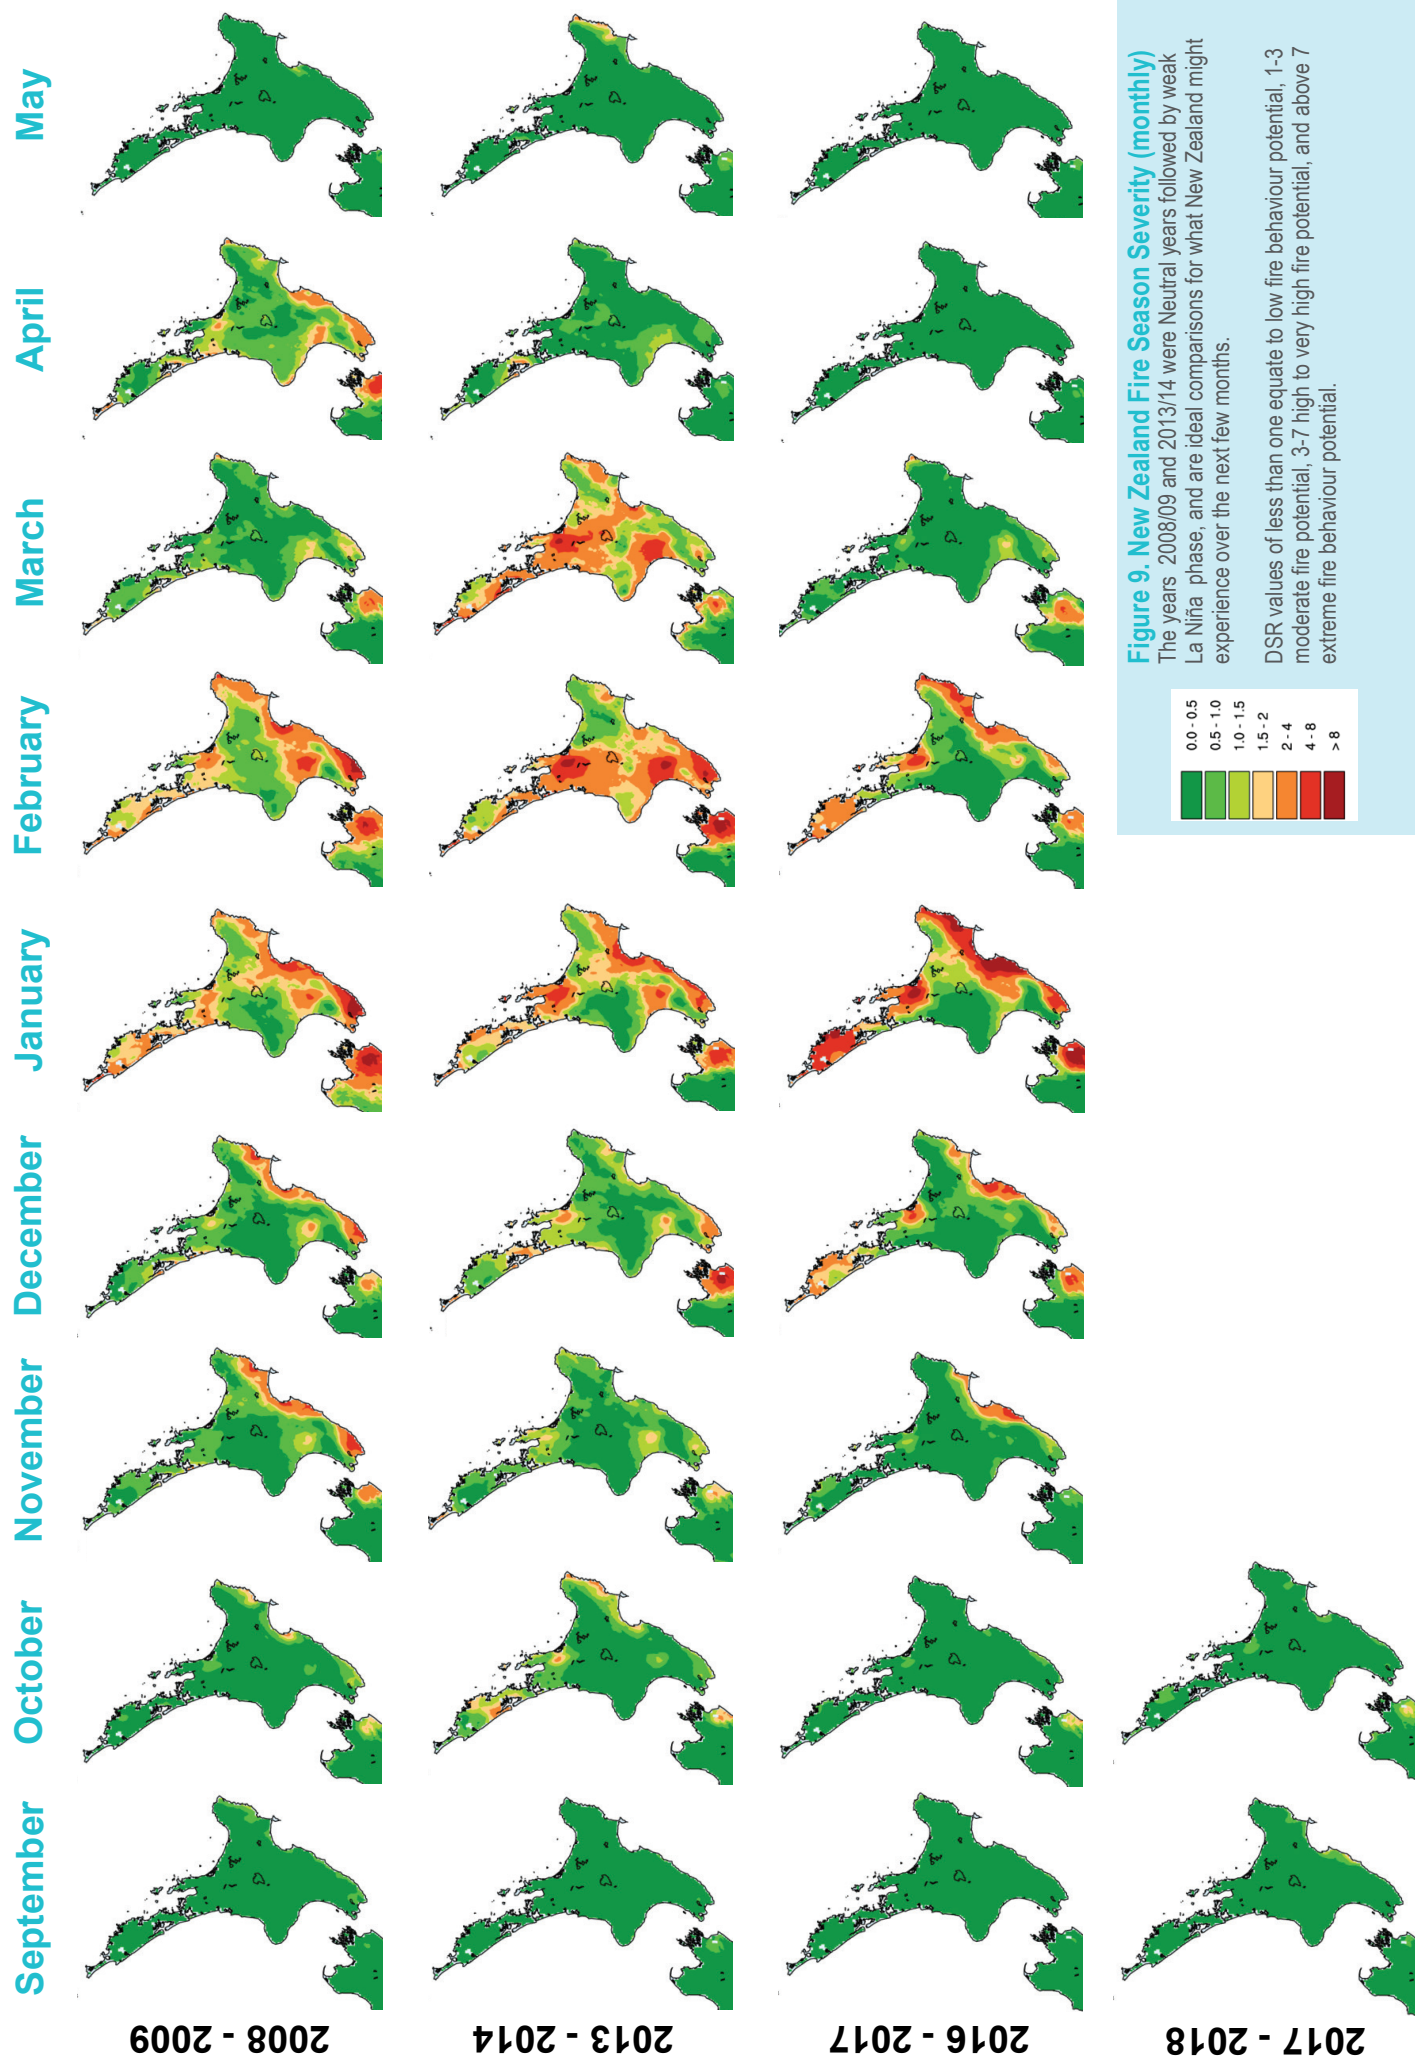 September
October
November
December
January
February
March
April
May
2008 - 2009
2013 - 2014
2016 - 2017
2017 - 2018
0.0 - 0.5
0.5 - 1.0
1.0 - 1.5
1.5 - 2
2 - 4
4 - 8
> 8
Figure 9. New Zealand Fire Season Severity (monthly)
The years 2008/09 and 2013/14 were Neutral years followed by weak
La Niña phase, and are ideal comparisons for what New Zealand might
experience over the next few months.
DSR values of less than one equate to low fire behaviour potential, 1-3
moderate fire potential, 3-7 high to very high fire potential, and above 7
extreme fire behaviour potential.